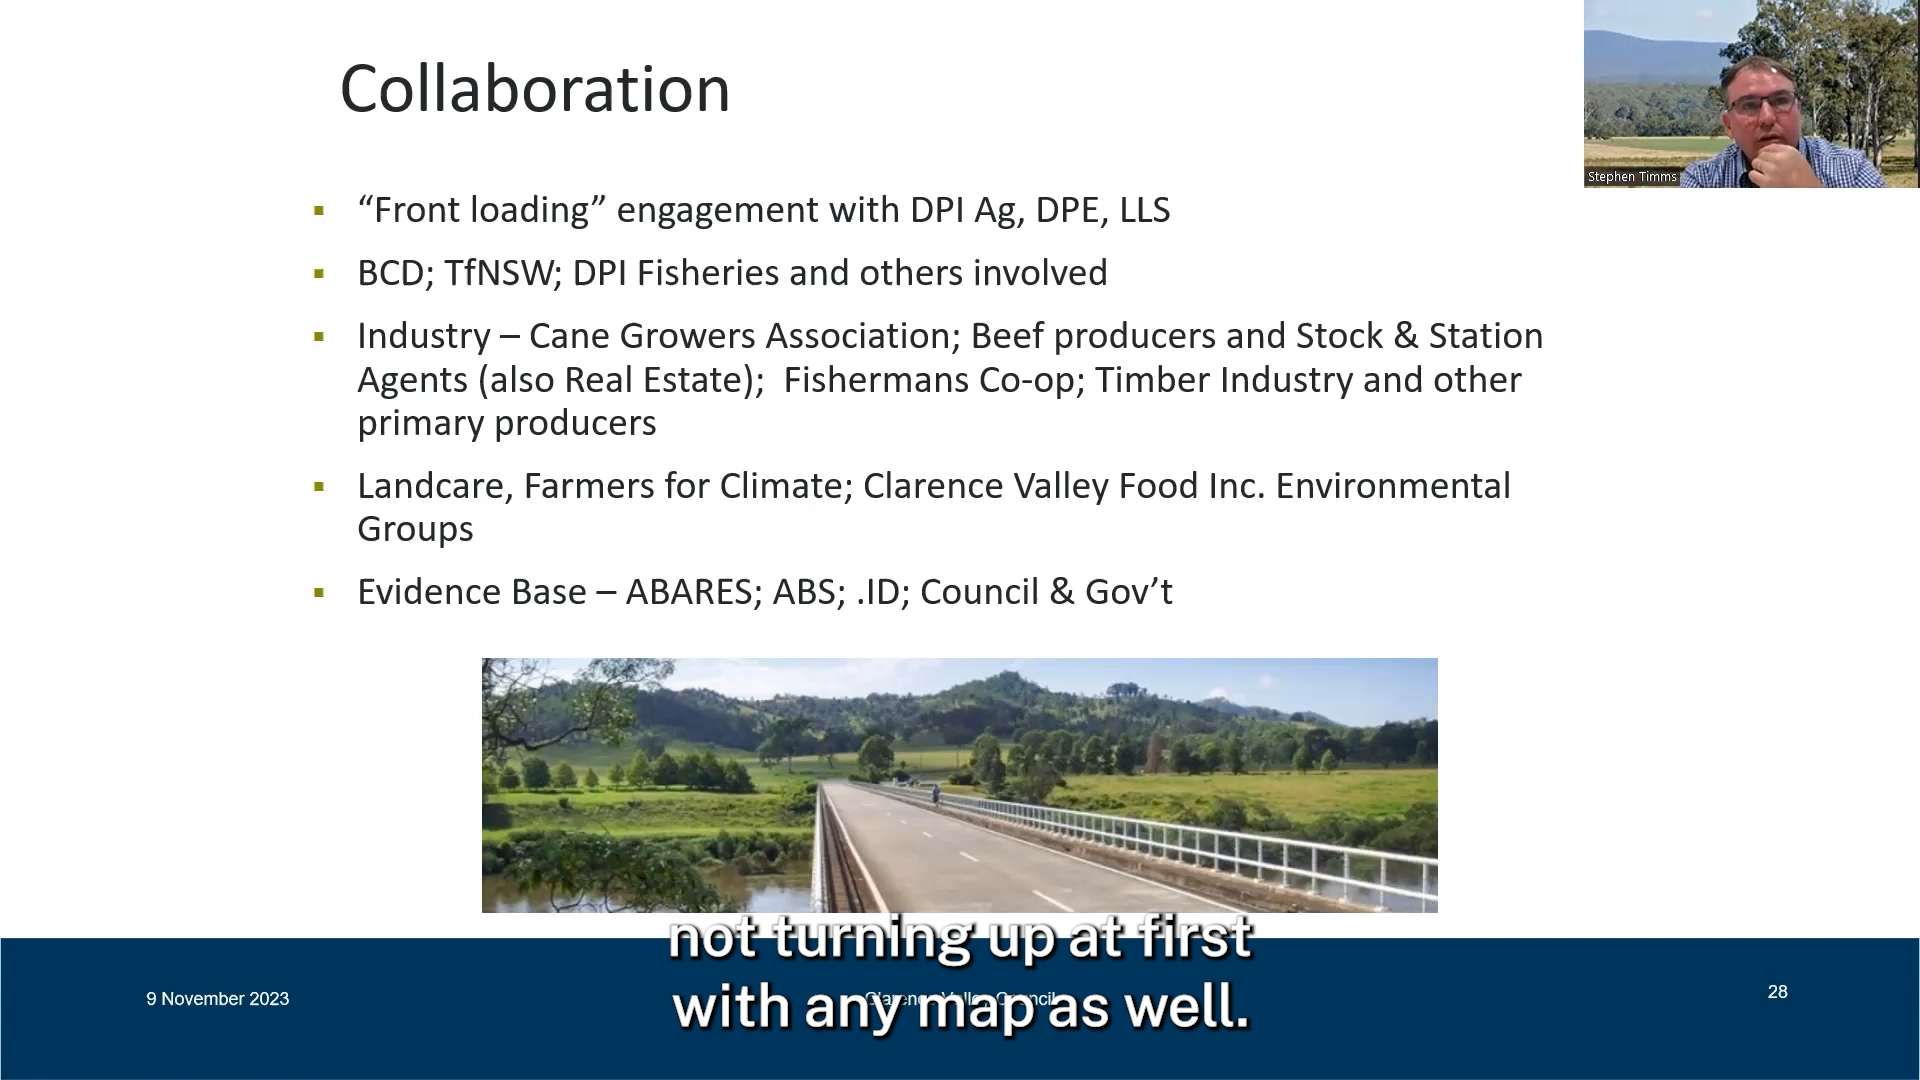 Collaboration
Stephen Timms
▪ “Front loading” engagement with DPI Ag, DPE, LLS
▪ BCD; TfNSW; DPI Fisheries and others involved
▪ Industry – Cane Growers Association; Beef producers and Stock & Station
Agents (also Real Estate);  Fishermans Co-op; Timber Industry and other
primary producers
▪ Landcare, Farmers for Climate; Clarence Valley Food Inc. Environmental
Groups
▪ Evidence Base – ABARES; ABS; .ID; Council & Gov’t
not turning up at first
with any map as well.
9 November 2023
Clarence Valley Council
28